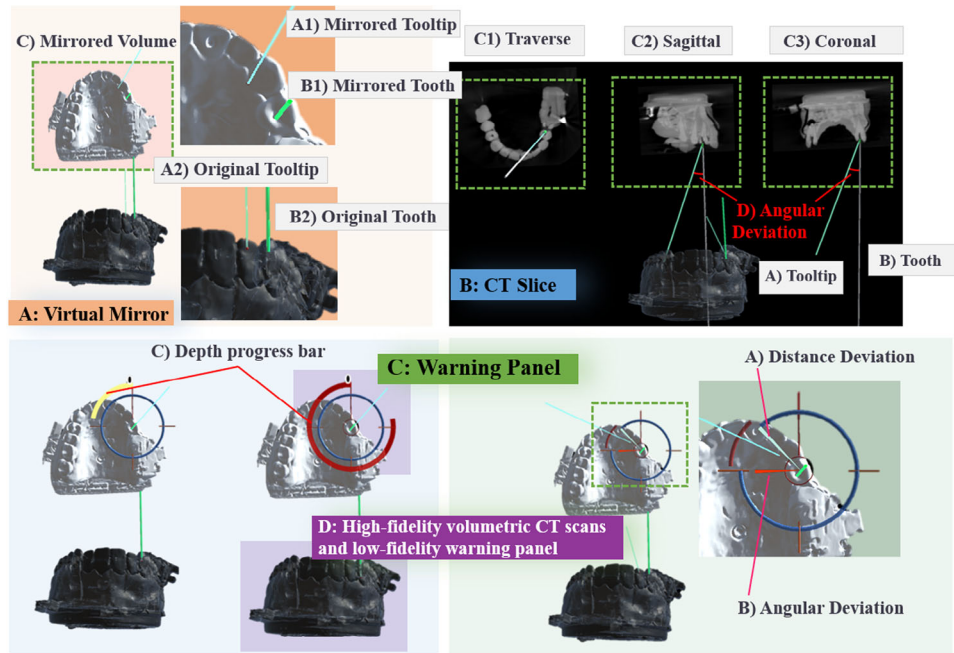 A1) Mirrored Tooltip
C) Mirrored Volume
B1) Mirrored Tooth
A2) Original Tooltip
B2) Original Tooth
A: Virtual Mirror
C1) Traverse
C2) Sagittal
C3) Coronal
D) Angular
Deviation
B) Tooth
A) Tooltip
B: CT Slice
C) Depth progress bar
C: Warning Panel
A) Distance Deviation
D: High-fidelity volumetric CT scans
and low-fidelity warning panel
B) Angular Deviation